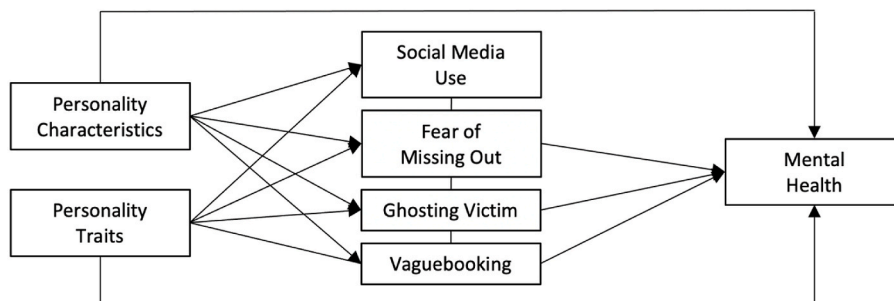 Social Media
Use
Personality
Characteristics
Fear of
Missing Out
Mental
Health
Personality
Traits
Ghosting Victim
Vaguebooking